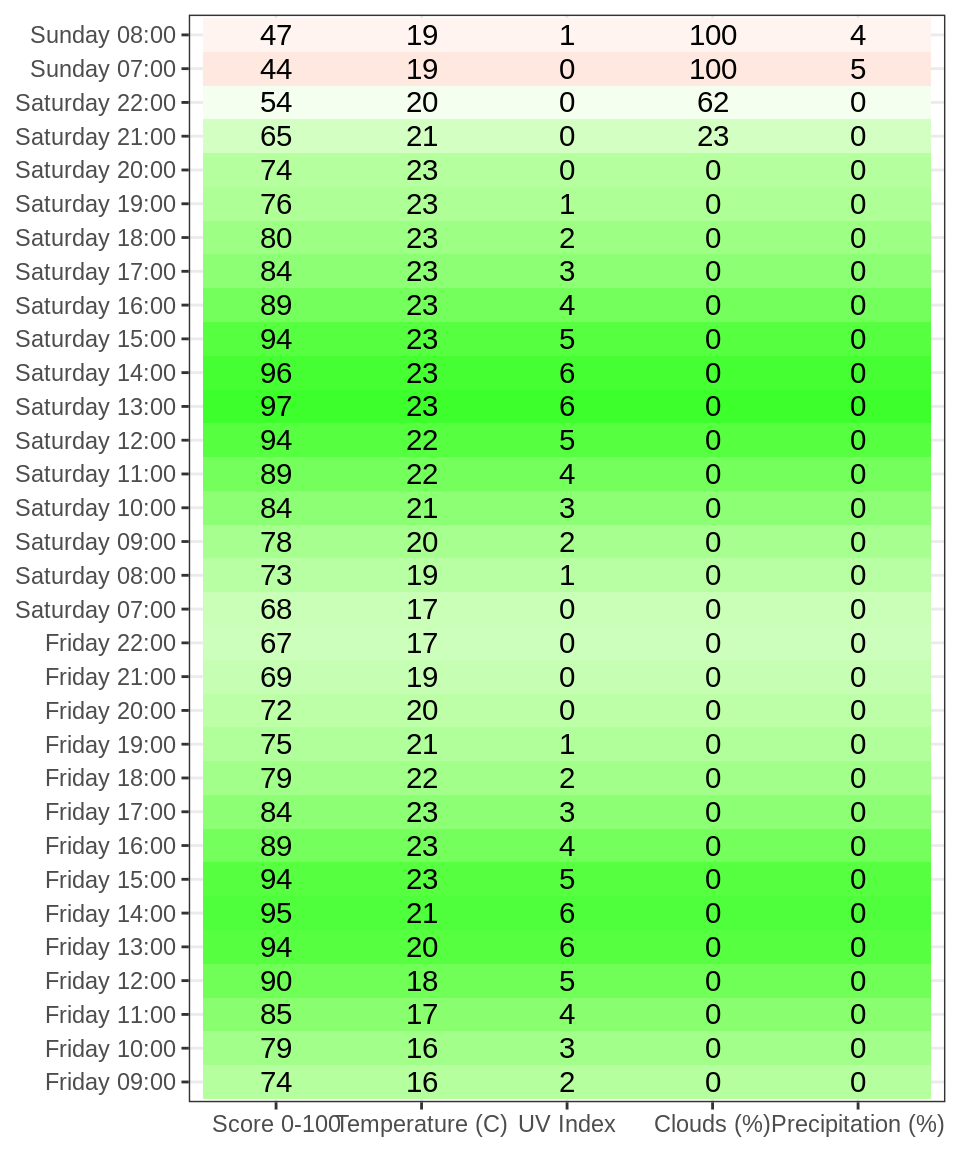 Sunday 08:00 47 19 1 100 4
Sunday 07:00 44 19 0 100 5
Saturday 22:00 54 20 0 62 0
Saturday 21:00 65 21 0 23 0
Saturday 20:00 74 23 0 0 0
Saturday 19:00 76 23 1 0 0
Saturday 18:00 80 23 2 0 0
Saturday 17:00 84 23 3 0 0
Saturday 16:00 89 23 4 0 0
Saturday 15:00 94 23 5 0 0
Saturday 14:00 96 23 6 0 0
Saturday 13:00 97 23 6 0 0
Saturday 12:00 94 22 5 0 0
Saturday 11:00 89 22 4 0 0
Saturday 10:00 84 21 3 0 0
Saturday 09:00 78 20 2 0 0
Saturday 08:00 73 19 1 0 0
Saturday 07:00 68 17 0 0 0
Friday 22:00 67 17 0 0 0
Friday 21:00 69 19 0 0 0
Friday 20:00 72 20 0 0 0
Friday 19:00 75 21 1 0 0
Friday 18:00 79 22 2 0 0
Friday 17:00 84 23 3 0 0
Friday 16:00 89 23 4 0 0
Friday 15:00 94 23 5 0 0
Friday 14:00 95 21 6 0 0
Friday 13:00 94 20 6 0 0
Friday 12:00 90 18 5 0 0
Friday 11:00 85 17 4 0 0
Friday 10:00 79 16 3 0 0
Friday 09:00 74 16 2 0 0
Score 0-100 Temperature (C) UV Index Clouds (%) Precipitation (%)